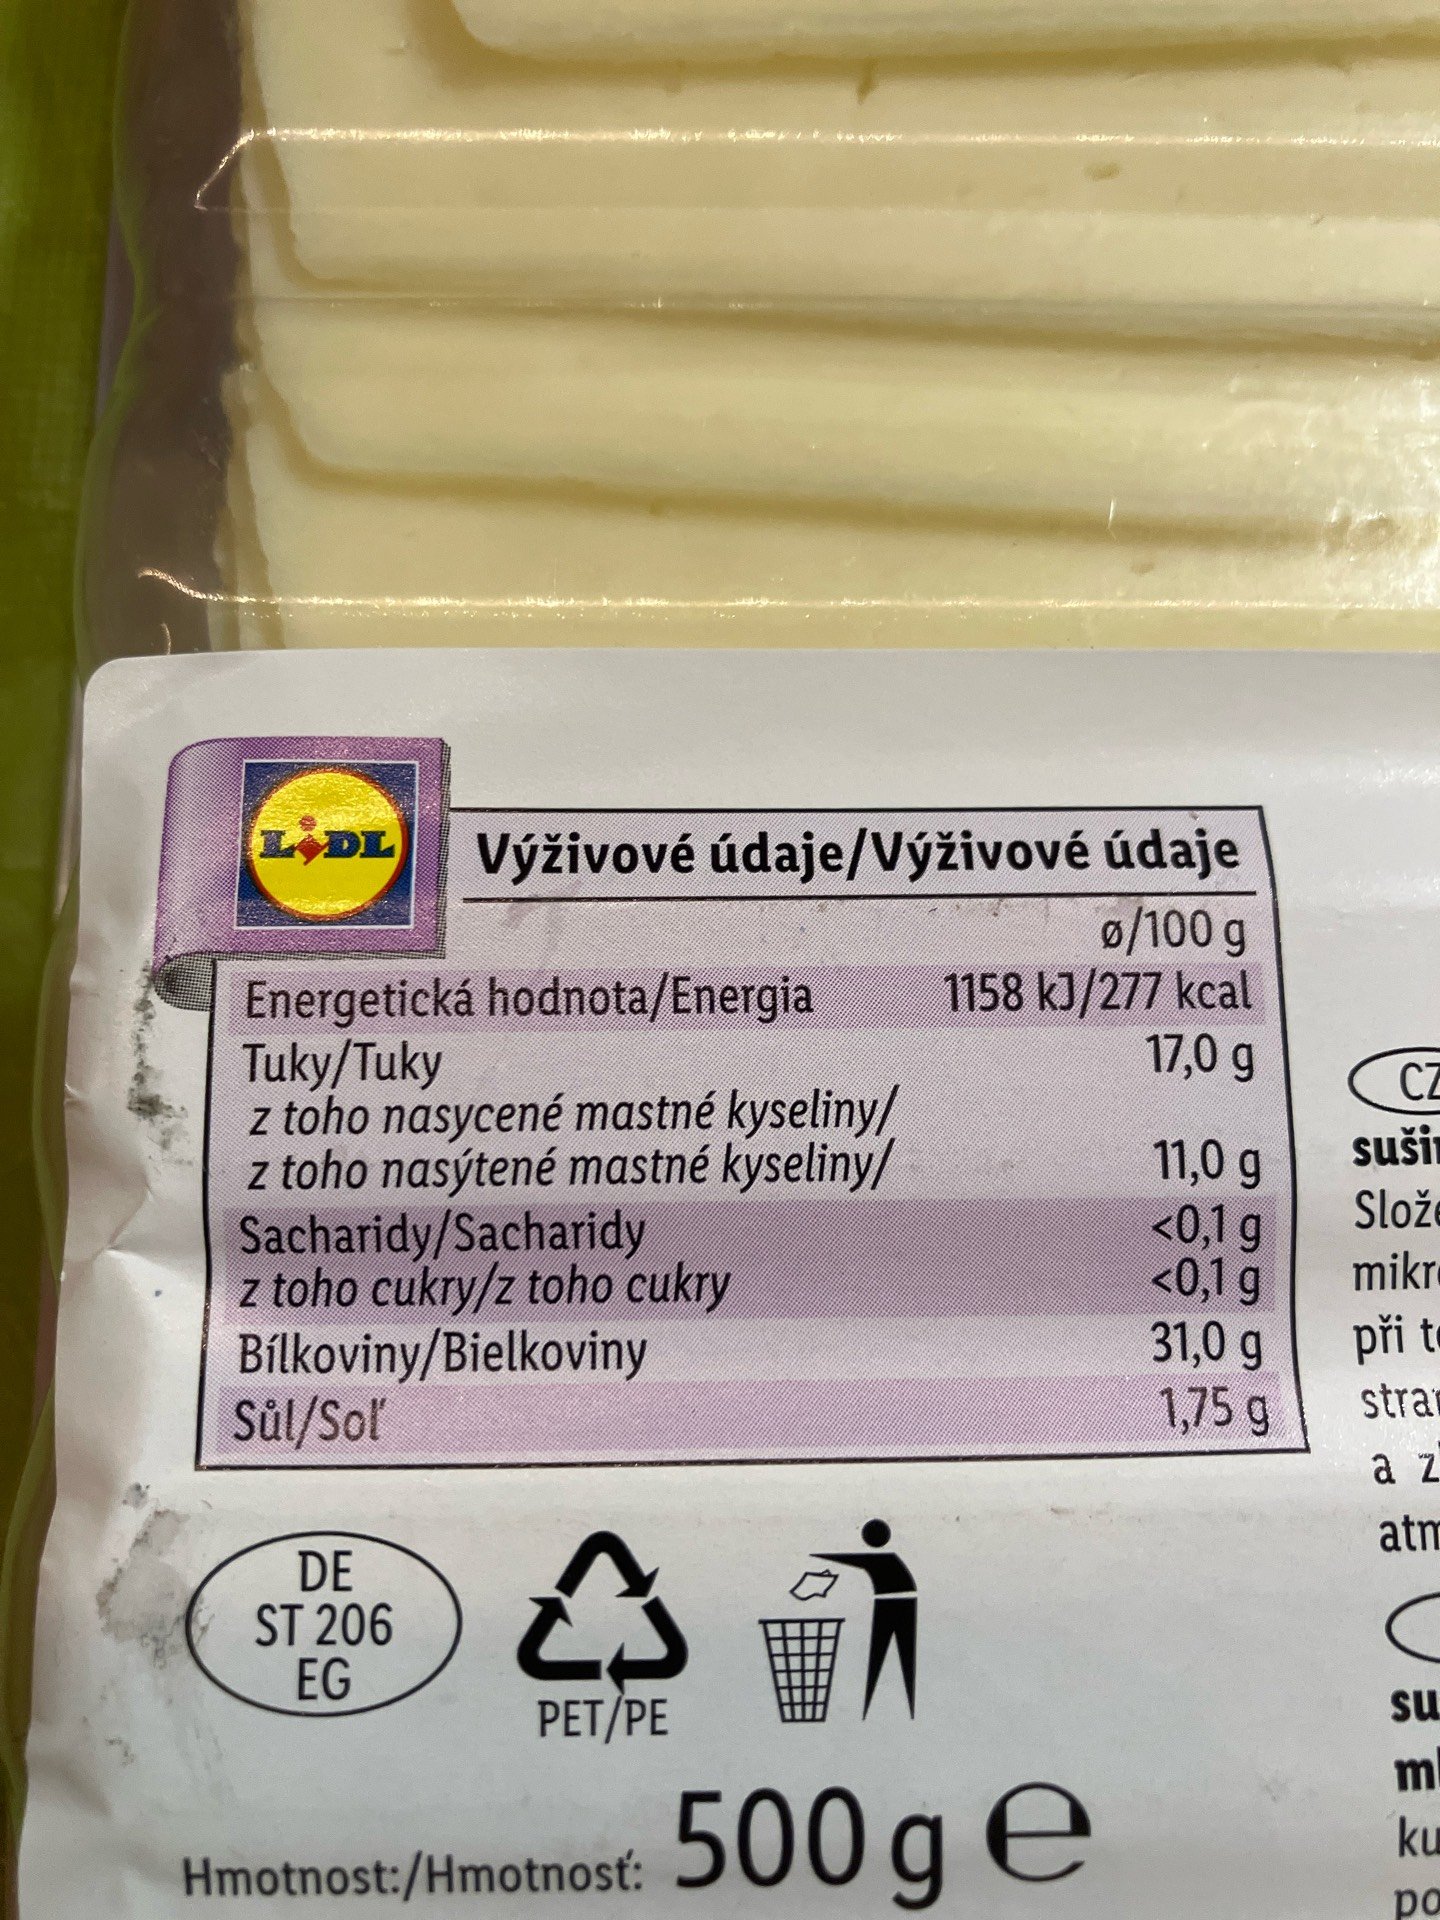 LiDL
Výživové údaje/Výživové údaje
ø/100 g
Energetická hodnota/Energia 1158 kJ/277 kcal
Tuky/Tuky 17,0 g
z toho nasycené mastné kyseliny/
z toho nasýtené mastné kyseliny/ 11,0 g
Sacharidy/Sacharidy <0,1 g
z toho cukry/z toho cukry <0,1 g
Bílkoviny/Bielkoviny 31,0 g
Sůl/Soľ 1,75 g
DE
ST 206
EG
PET/PE
Hmotnost:/Hmotnosť: 500 g e
CZ
při
a